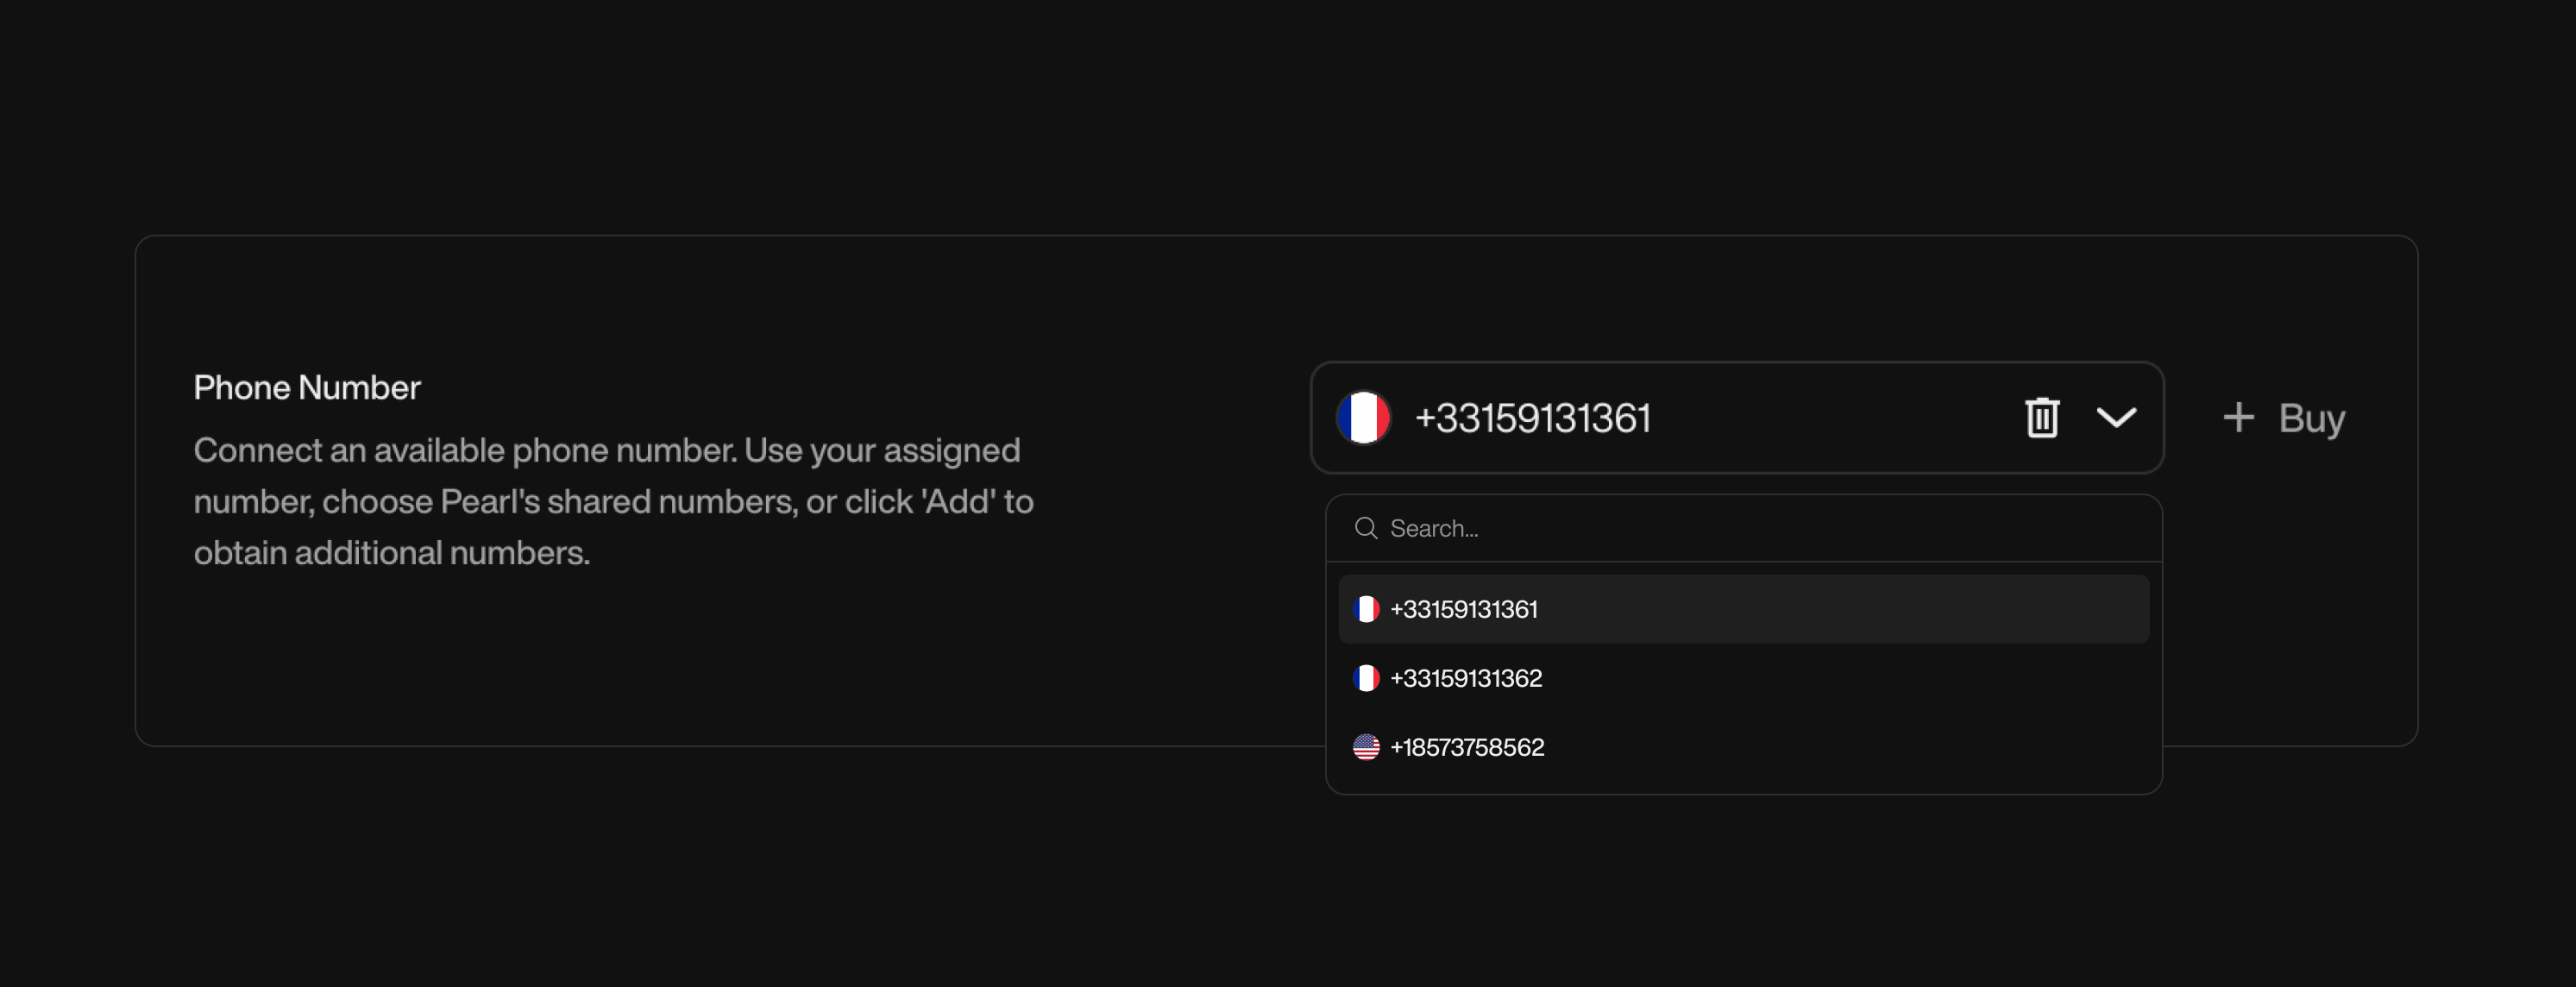 Phone Number
Connect an available phone number. Use your assigned
number, choose Pearl's shared numbers, or click 'Add' to
obtain additional numbers.
+33159131361
+ Buy
Search...
+33159131361
+33159131362
+18573758562